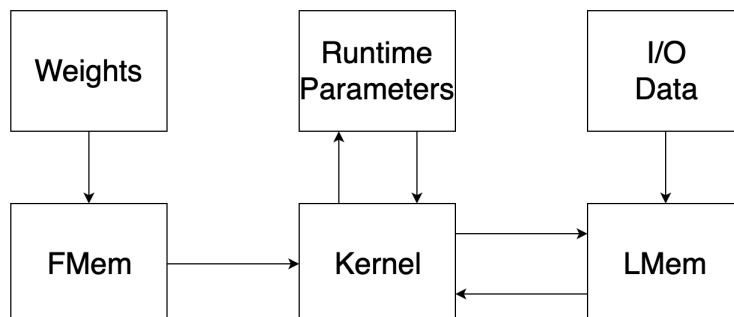 Weights
Runtime
Parameters
I/O
Data
FMem
Kernel
LMem